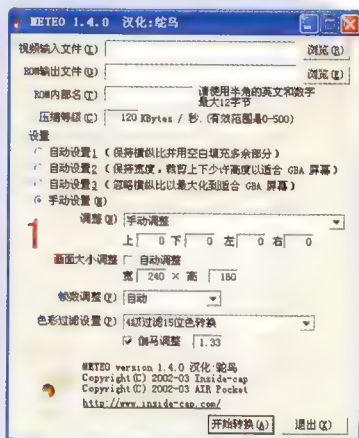 METEO 1.4.0 汉化:鸵鸟
视频输入文件(I) 浏览(B)
ROM输出文件(O) 浏览(W)
ROM内部名(T) 请使用半角的英文和数字
最大12字节
压缩等级(C) 120 KBytes / 秒.(有效范围是0-500)
设置
自动设置1 (保持横纵比并用空白填充多余部分)
自动设置2 (保持宽度，裁剪上下少许高度以适合 GBA 屏幕)
自动设置3 (忽略横纵比以最大化到适合 GBA 屏幕)
手动设置(M)
调整(N) 手动调整
上 0 下 0 左 0 右 0
画面大小调整 自动调整
宽 240 × 高 160
帧数调整(F) 自动
色彩过滤设置(P) 4级过滤15位色转换
伽马调整 1.33
1
METEO version 1.4.0 汉化:鸵鸟
Copyright(C) 2002-03 Inside-cap
Copyright(C) 2002-03 AIR Pocket
http://www.inside-cap.com/
开始转换(A) 退出(X)